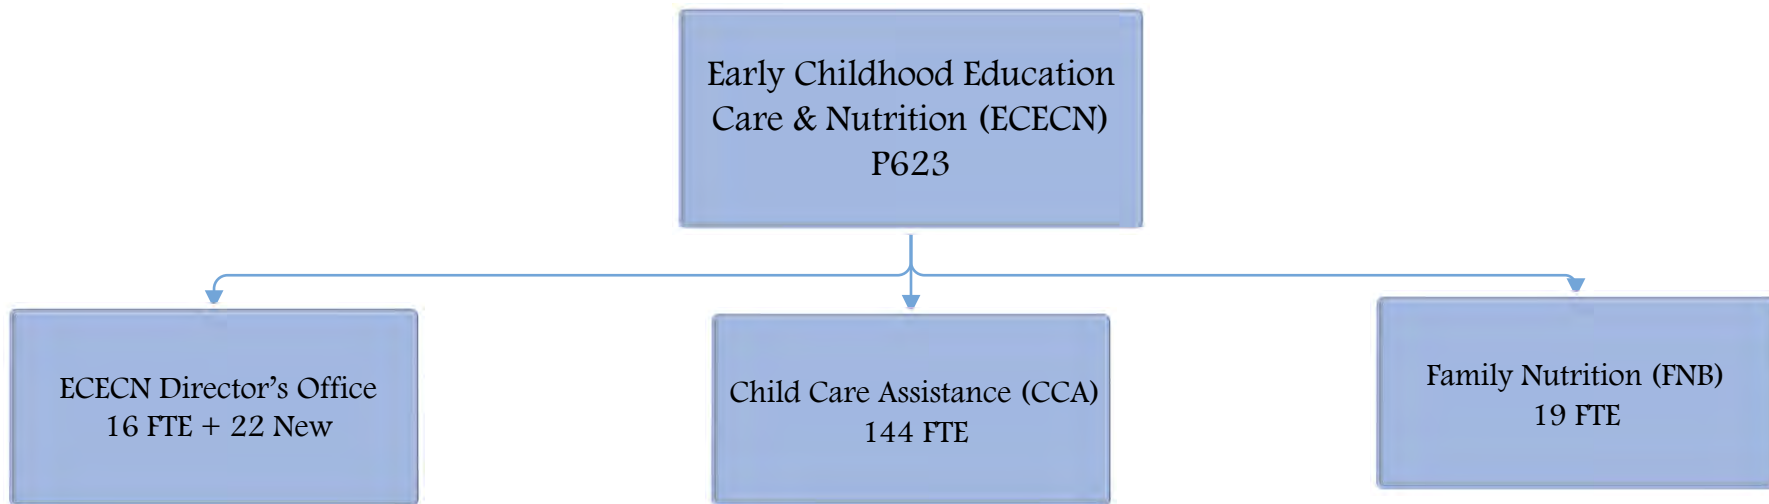 Early Childhood Education
Care & Nutrition (ECECN)
P623
ECECN Director’s Office
16 FTE + 22 New
Child Care Assistance (CCA)
144 FTE
Family Nutrition (FNB)
19 FTE